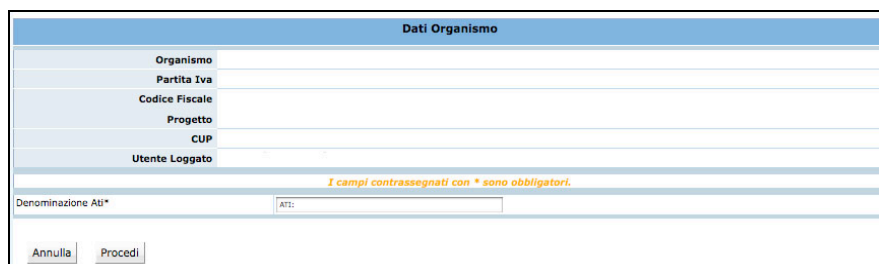 Dati Organismo
Organismo
Partita Iva
Codice Fiscale
Progetto
CUP
Utente Loggato
I campi contrassegnati con * sono obbligatori.
Denominazione Ati* ATI:
Annulla Procedi